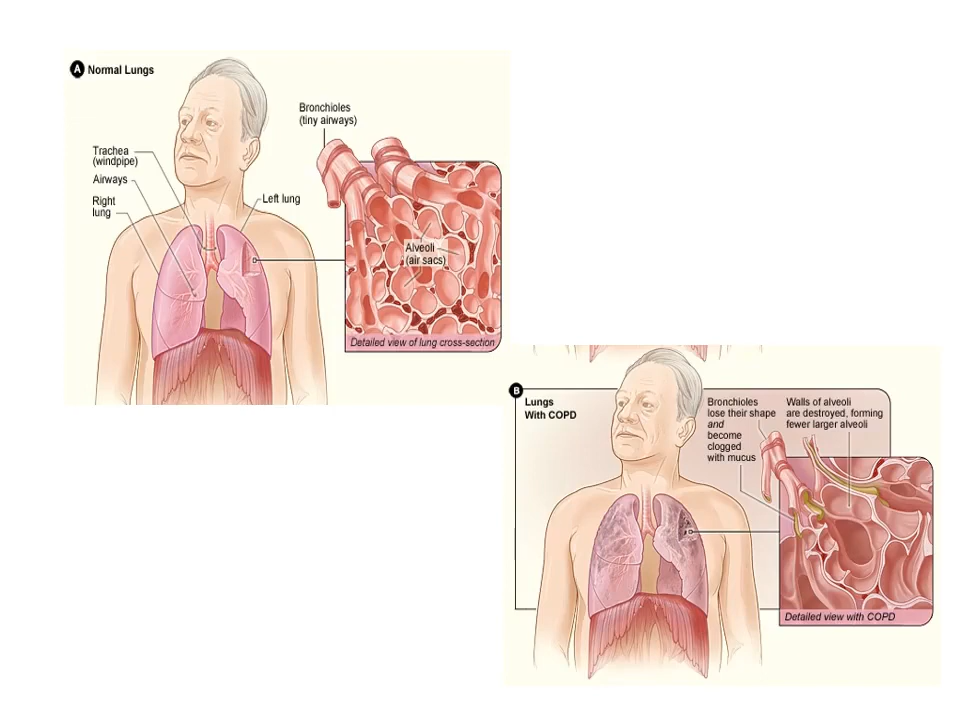 A Normal Lungs
Bronchioles
(tiny airways)
Trachea
(windpipe)
Airways
Right
lung
Left lung
Alveoli
(air sacs)
Detailed view of lung cross-section
B
Lungs
With COPD
Bronchioles
lose their shape
and
become
clogged
with mucus
Walls of alveoli
are destroyed, forming
fewer larger alveoli
Detailed view with COPD